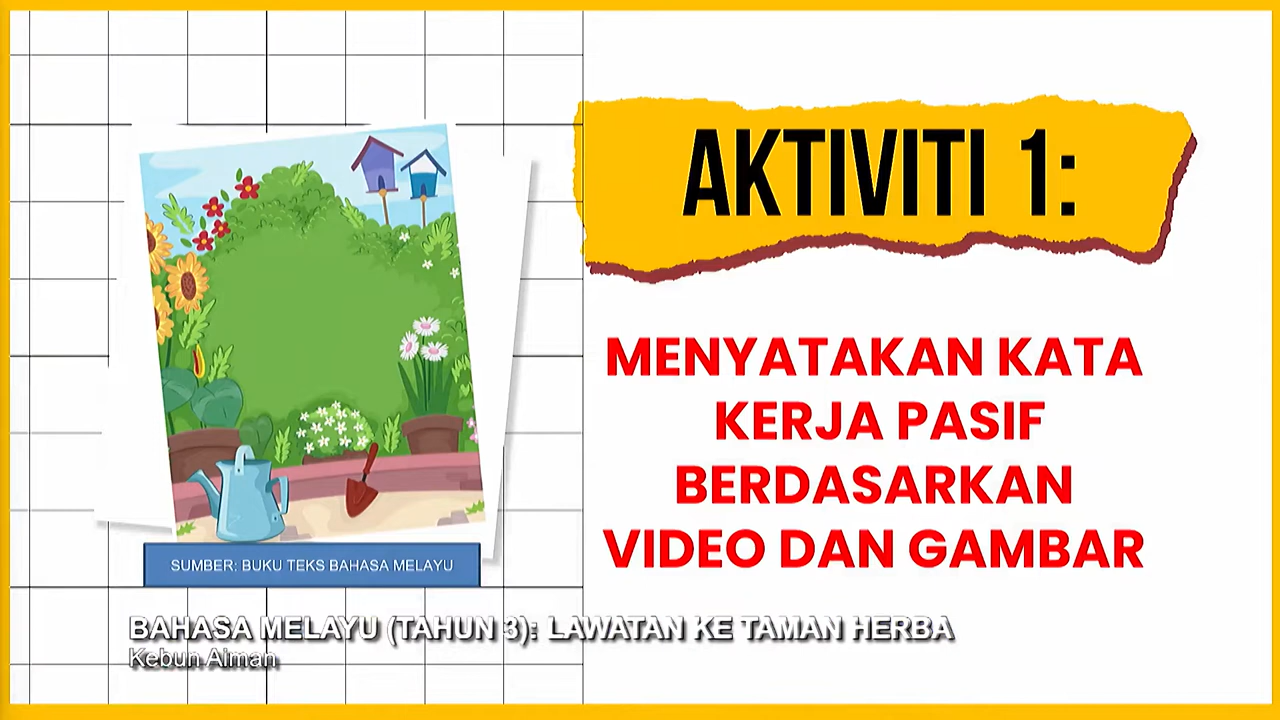 AKTIVITI 1:
MENYATAKAN KATA
KERJA PASIF
BERDASARKAN
VIDEO DAN GAMBAR
SUMBER: BUKU TEKS BAHASA MELAYU
BAHASA MELAYU (TAHUN 3): LAWATAN KE TAMAN HERBA
Kebun Aiman